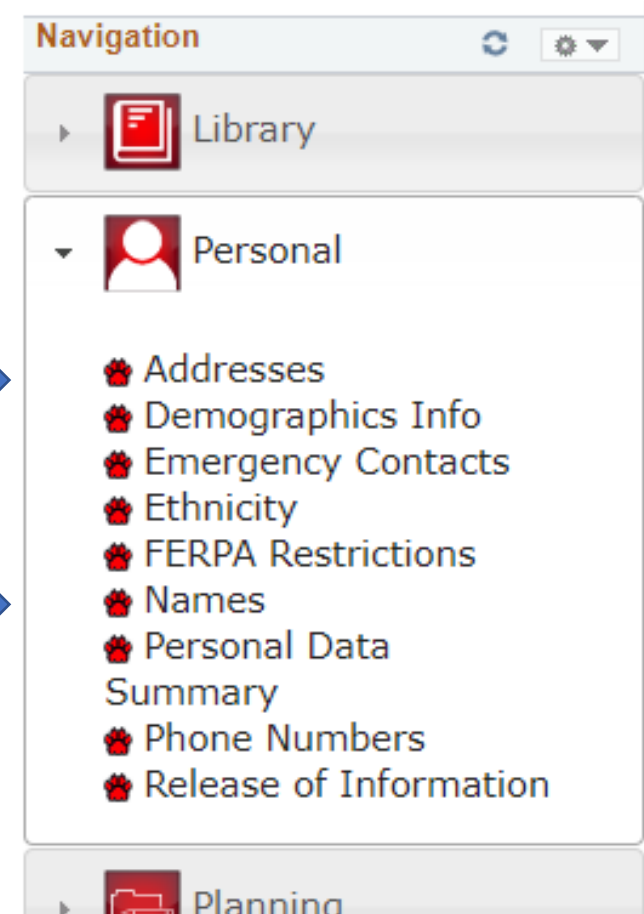 Navigation
Library
Personal
Addresses
Demographics Info
Emergency Contacts
Ethnicity
FERPA Restrictions
Names
Personal Data
Summary
Phone Numbers
Release of Information
Planning